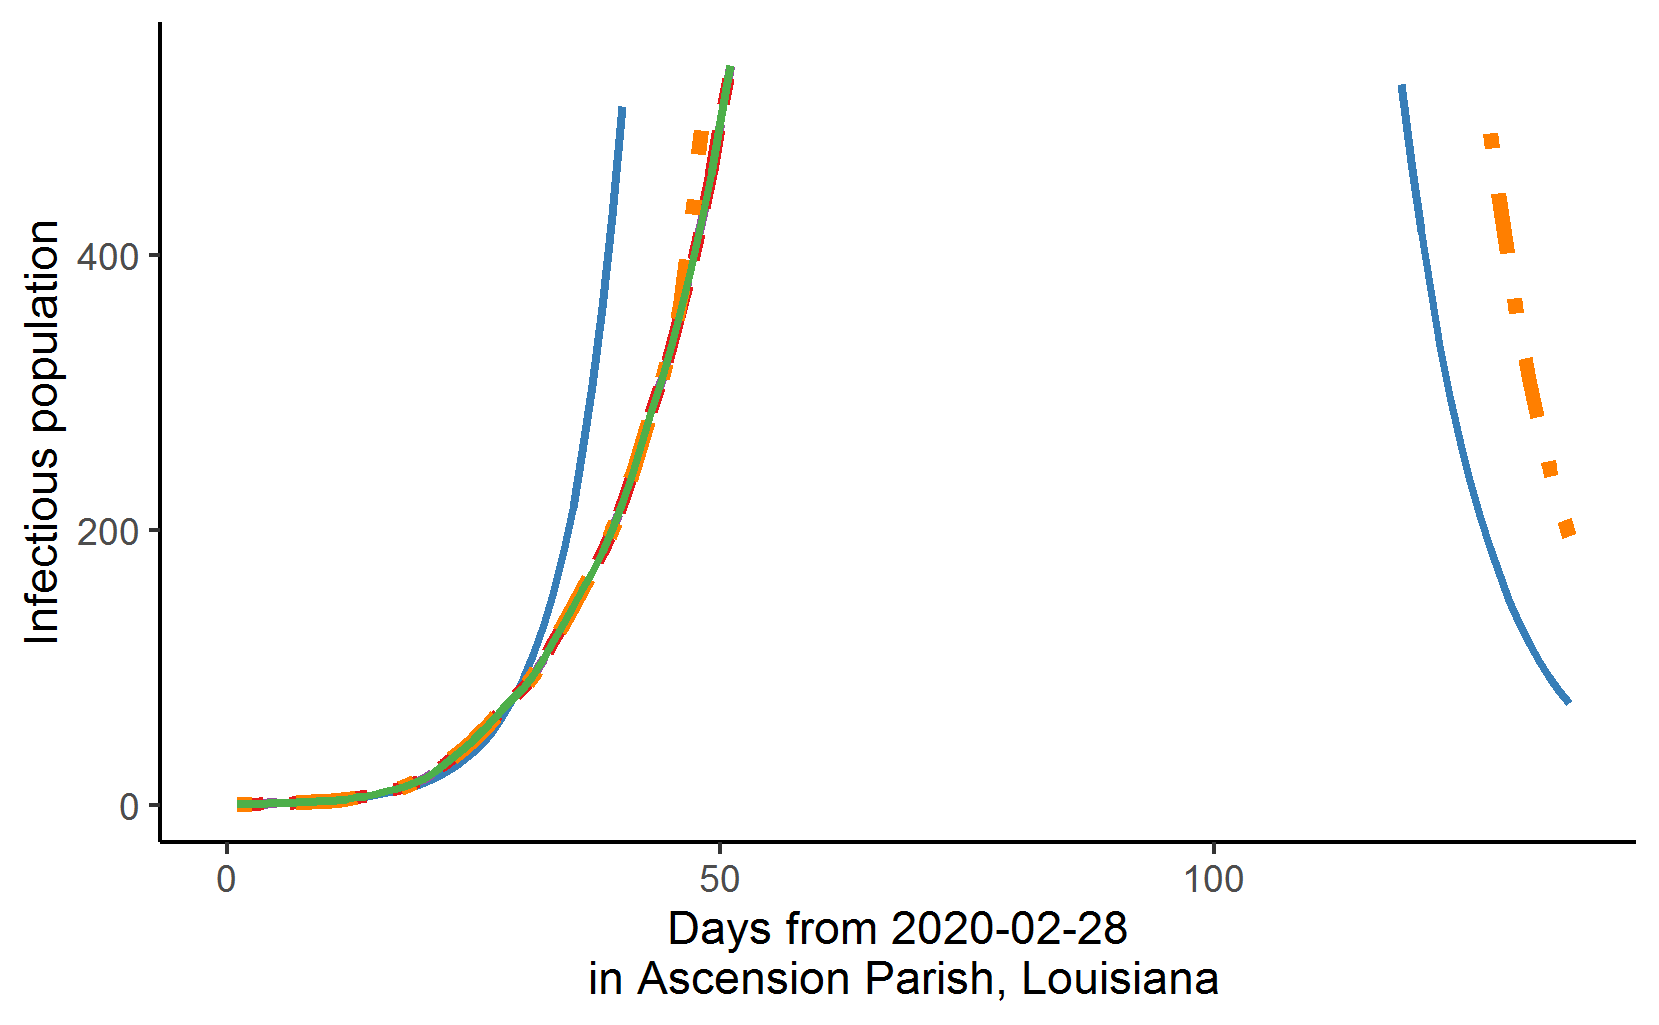 Infectious population
400
200
0
0
50
100
Days from 2020-02-28
in Ascension Parish, Louisiana